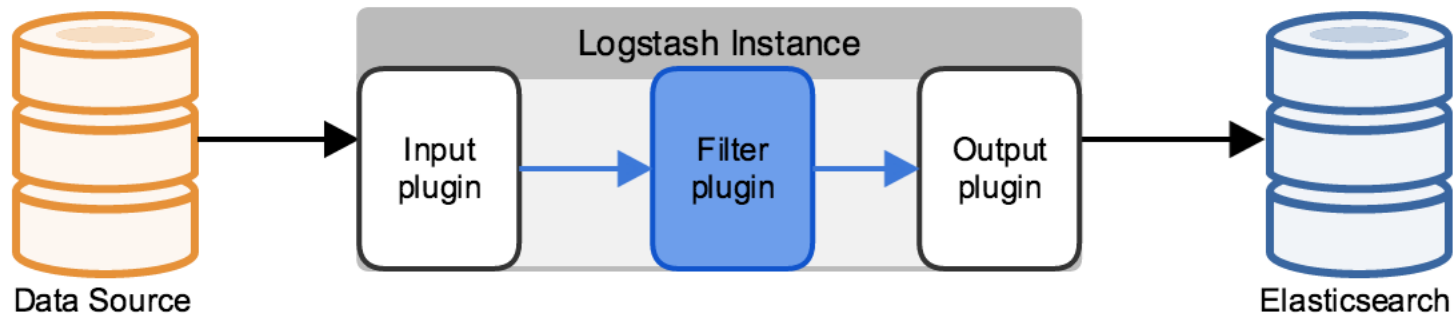 Logstash Instance
Input
plugin
Filter
plugin
Output
plugin
Data Source
Elasticsearch